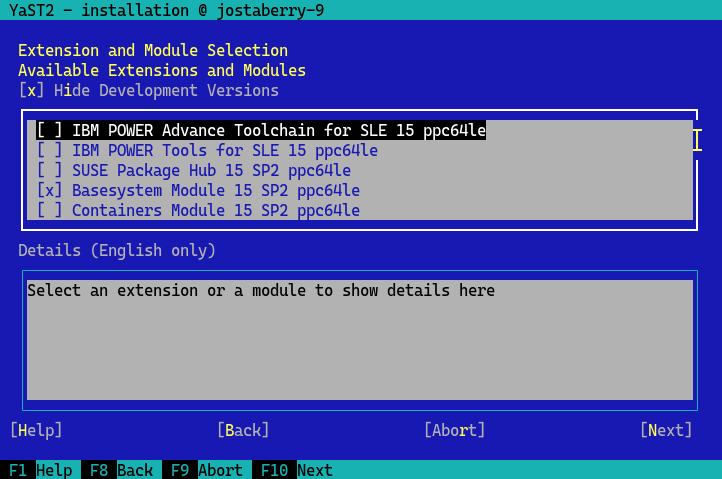 YaST2 - installation @ jostaberry-9
Extension and Module Selection
Available Extensions and Modules
[x] Hide Development Versions
[ ] IBM POWER Advance Toolchain for SLE 15 ppc64le
[ ] IBM POWER Tools for SLE 15 ppc64le
[ ] SUSE Package Hub 15 SP2 ppc64le
[x] Basesystem Module 15 SP2 ppc64le
[ ] Containers Module 15 SP2 ppc64le
Details (English only)
Select an extension or a module to show details here
[Help] [Back] [Abort] [Next]
F1 Help F8 Back F9 Abort F10 Next